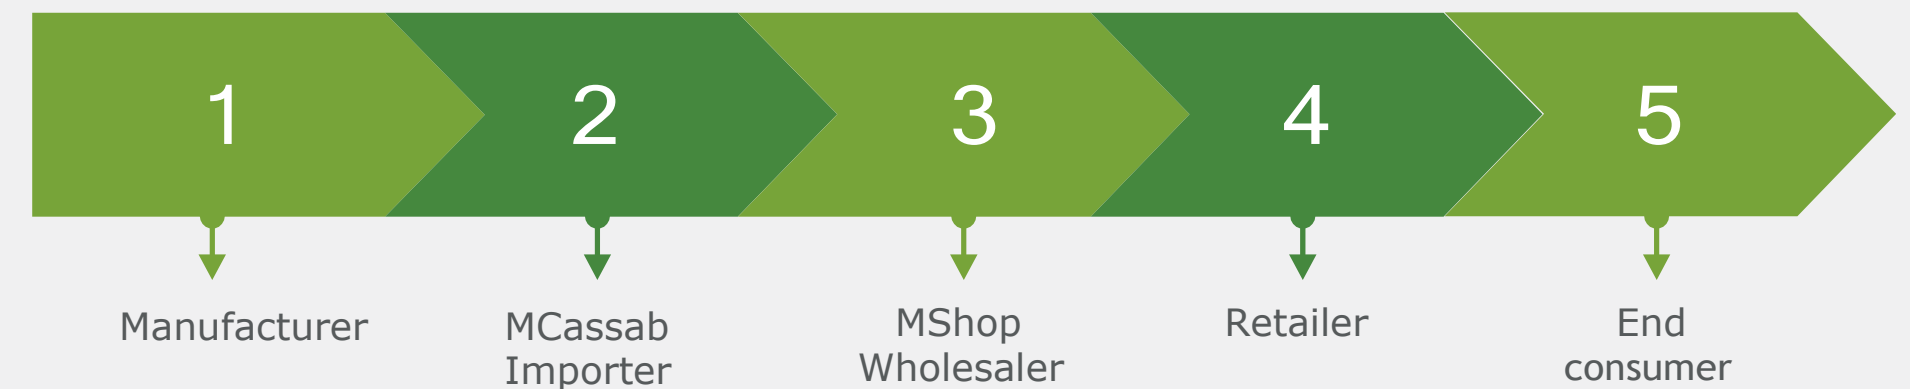 1
2
3
4
5
Manufacturer
MCassab
Importer
MShop
Wholesaler
Retailer
End
consumer